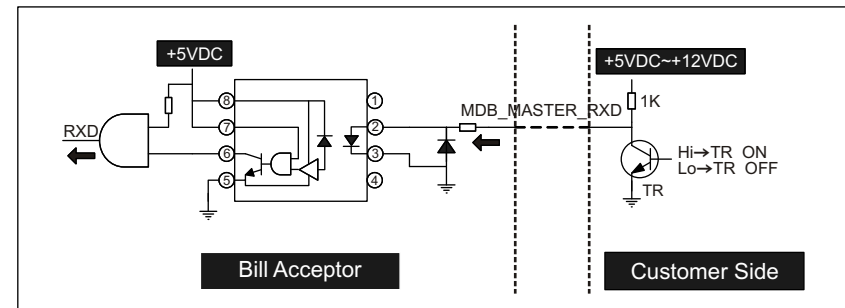 +5VDC
+5VDC~+12VDC
1K
MDB_MASTER_RXD
RXD
8
7
6
5
1
2
3
4
Hi→TR ON
Lo→TR OFF
TR
Bill Acceptor
Customer Side